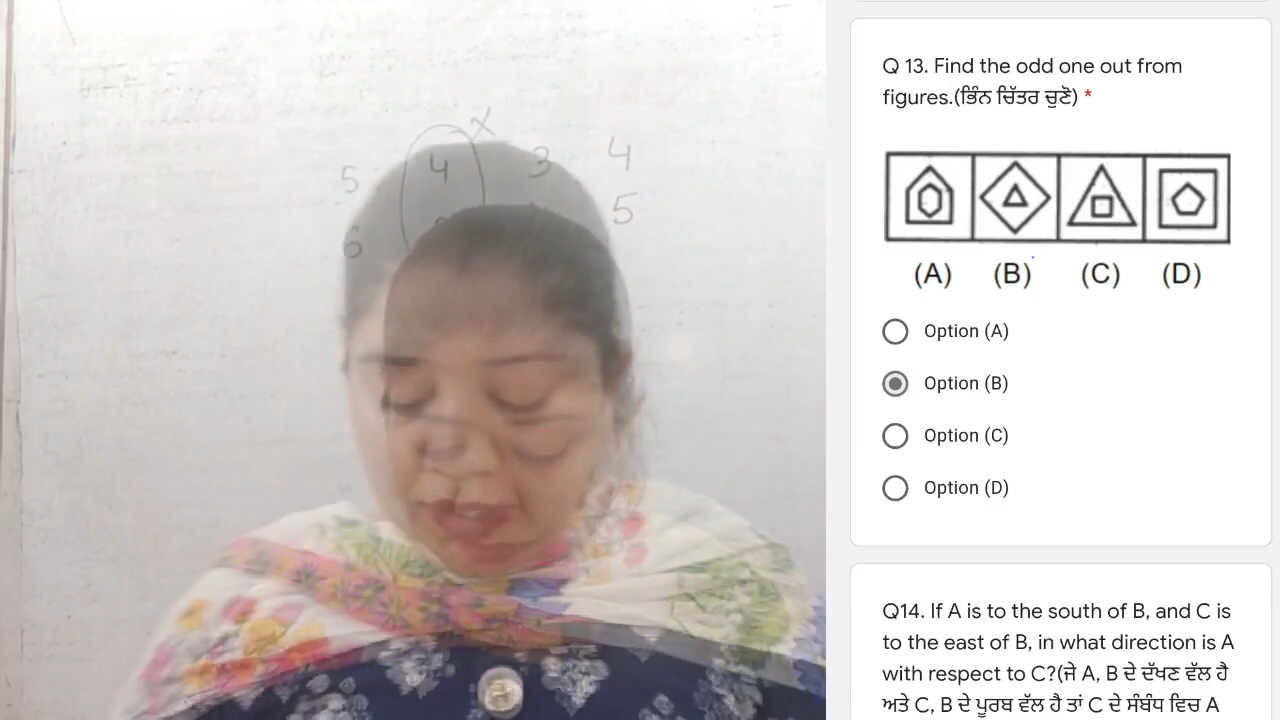 x
5 4 3 4
6 5
Q 13. Find the odd one out from
figures.(ਭਿੰਨ ਚਿੱਤਰ ਚੁਣੋ) *
(A) (B) (C) (D)
Option (A)
Option (B)
Option (C)
Option (D)
Q14. If A is to the south of B, and C is
to the east of B, in what direction is A
with respect to C?(ਜੇ A, B ਦੇ ਦੱਖਣ ਵੱਲ ਹੈ
ਅਤੇ C, B ਦੇ ਪੂਰਬ ਵੱਲ ਹੈ ਤਾਂ C ਦੇ ਸੰਬੰਧ ਵਿਚ A